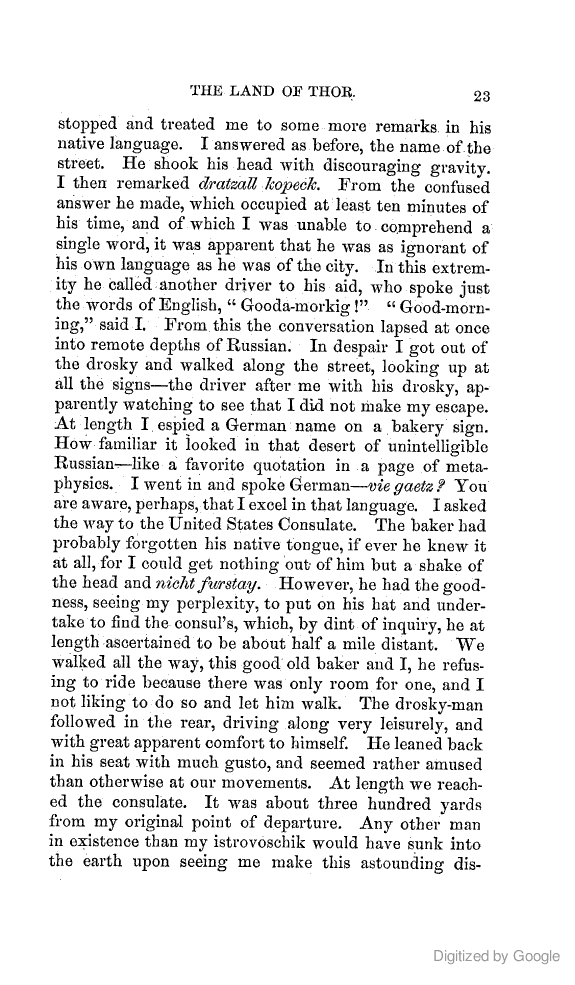 THE LAND OF THOR. 23
stopped and treated me to some more remarks in his
native language. I answered as before, the name of the
street. He shook his head with discouraging gravity.
I then remarked dratzall kopeck. From the confused
answer he made, which occupied at least ten minutes of
his time, and of which I was unable to comprehend a
single word, it was apparent that he was as ignorant of
his own language as he was of the city. In this extrem-
ity he called another driver to his aid, who spoke just
the words of English, “Gooda-morkig!” “Good-morn-
ing,” said I. From this the conversation lapsed at once
into remote depths of Russian. In despair I got out of
the drosky and walked along the street, looking up at
all the signs—the driver after me with his drosky, ap-
parently watching to see that I did not make my escape.
At length I espied a German name on a bakery sign.
How familiar it looked in that desert of unintelligible
Russian—like a favorite quotation in a page of meta-
physics. I went in and spoke German—vie gaetz? You
are aware, perhaps, that I excel in that language. I asked
the way to the United States Consulate. The baker had
probably forgotten his native tongue, if ever he knew it
at all, for I could get nothing out of him but a shake of
the head and nicht furstay. However, he had the good-
ness, seeing my perplexity, to put on his hat and under-
take to find the consul’s, which, by dint of inquiry, he at
length ascertained to be about half a mile distant. We
walked all the way, this good old baker and I, he refus-
ing to ride because there was only room for one, and I
not liking to do so and let him walk. The drosky-man
followed in the rear, driving along very leisurely, and
with great apparent comfort to himself. He leaned back
in his seat with much gusto, and seemed rather amused
than otherwise at our movements. At length we reach-
ed the consulate. It was about three hundred yards
from my original point of departure. Any other man
in existence than my istrovoschik would have sunk into
the earth upon seeing me make this astounding dis-
Digitized by Google